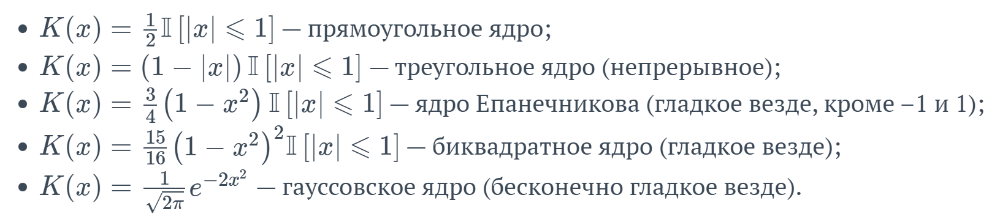 • $K(x) = \frac{1}{2}\mathbb{I}\left[|x| \leqslant 1\right]$ — прямоугольное ядро;
• $K(x) = (1 - |x|)\,\mathbb{I}\left[|x| \leqslant 1\right]$ — треугольное ядро (непрерывное);
• $K(x) = \frac{3}{4}\left(1 - x^2\right)\mathbb{I}\left[|x| \leqslant 1\right]$ — ядро Епанечникова (гладкое везде, кроме –1 и 1);
• $K(x) = \frac{15}{16}\left(1 - x^2\right)^2\mathbb{I}\left[|x| \leqslant 1\right]$ — биквадратное ядро (гладкое везде);
• $K(x) = \frac{1}{\sqrt{2\pi}}e^{-2x^2}$ — гауссовское ядро (бесконечно гладкое везде).